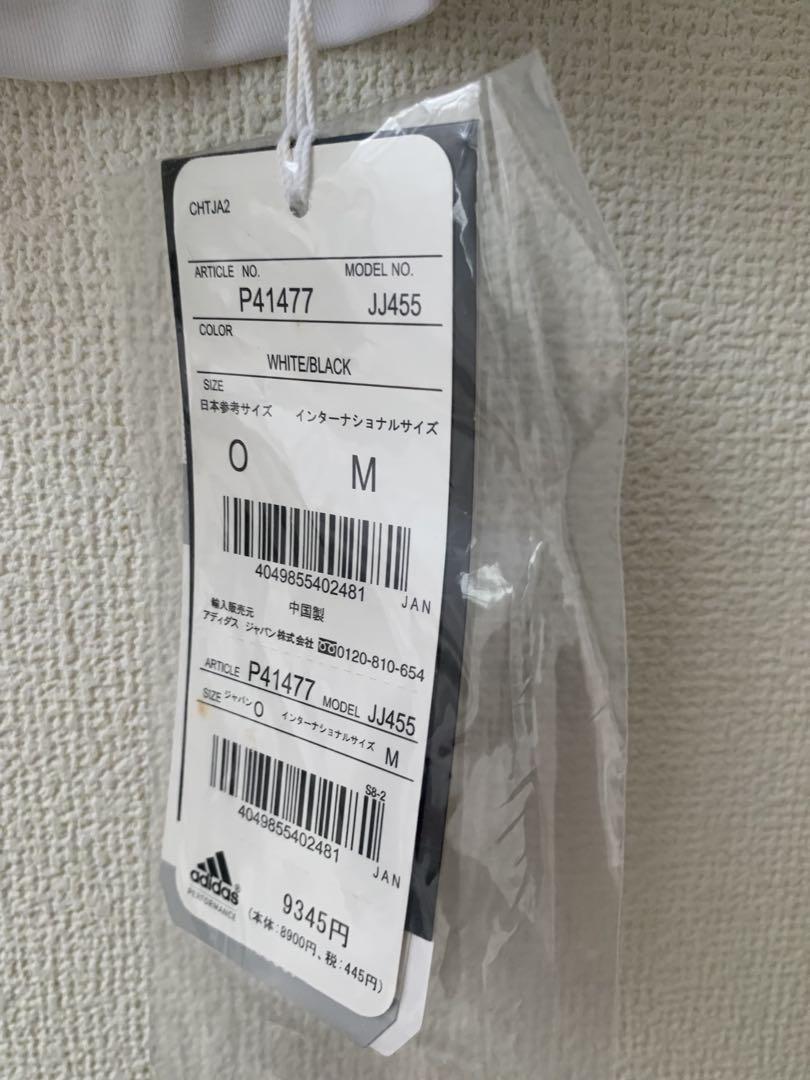 CHTJA2
ARTICLE NO. MODEL NO.
P41477 JJ455
COLOR
WHITE/BLACK
SIZE
日本参考サイズ インターナショナルサイズ
O M
4049855402481
JAN
輸入販売元 中国製
アディダス ジャパン株式会社 0120-810-654
ARTICLE P41477 MODEL JJ455
SIZE ジャパン O インターナショナルサイズ M
S8-2
4049855402481
JAN
adidas®
PERFORMANCE
9345円
(本体:8900円、税:445円)